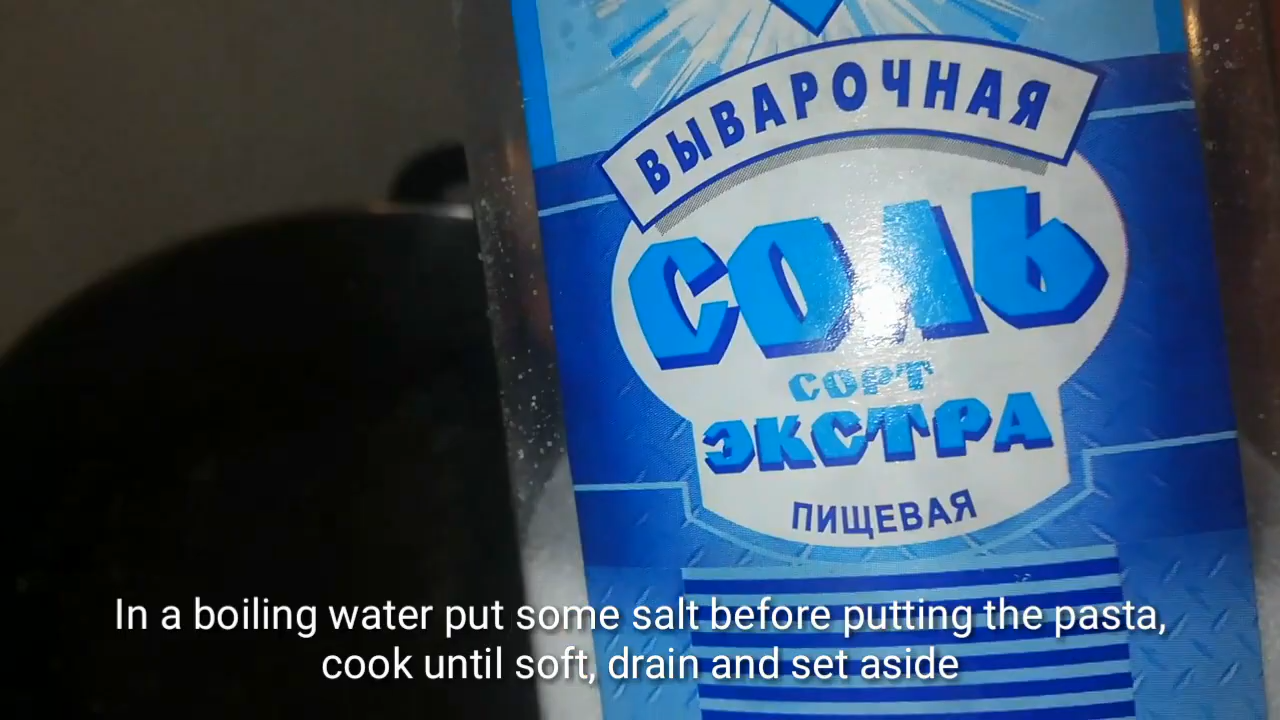 ВЫВАРОЧНАЯ
СОЛЬ
СОРТ
ЭКСТРА
ПИЩЕВАЯ
In a boiling water put some salt before putting the pasta,
cook until soft, drain and set aside